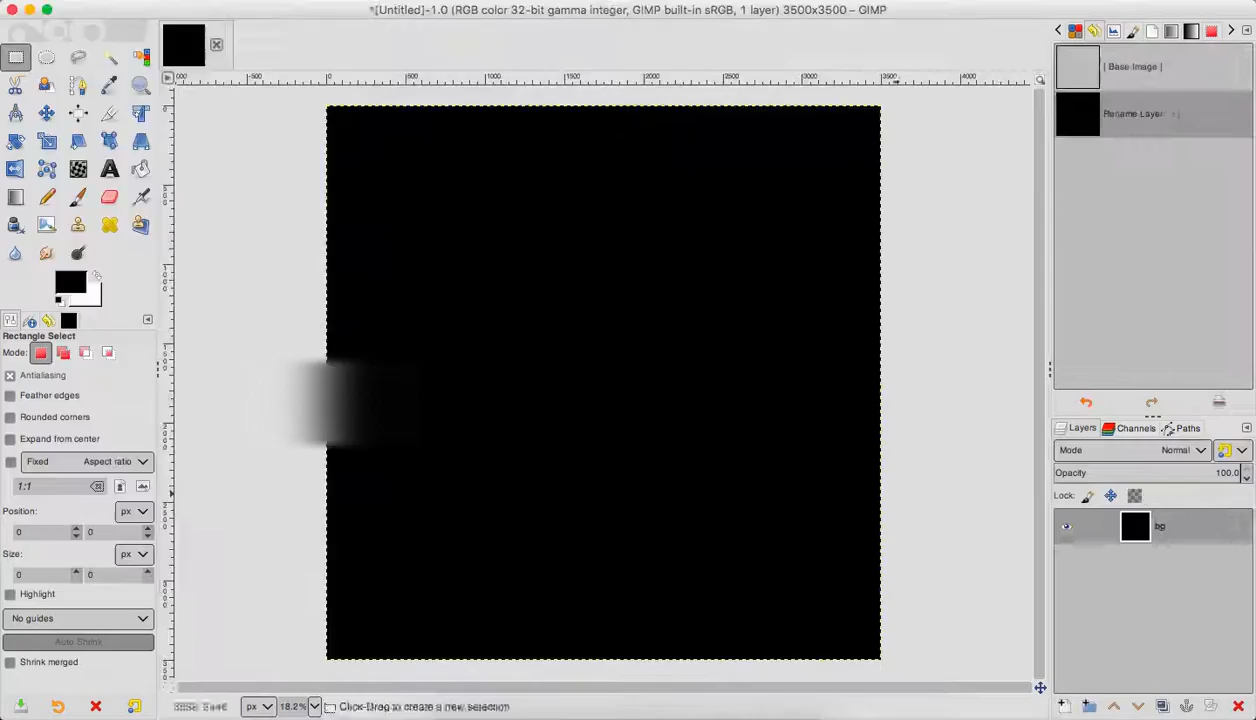 *[Untitled]-1.0 (RGB color 32-bit gamma integer, GIMP built-in sRGB, 1 layer) 3500x3500 – GIMP
000 -500 0 500 1000 1500 2000 2500 3000 3500 4000
[ Base Image ]
Rename Layer
Rectangle Select
Mode:
Antialiasing
Feather edges
Rounded corners
Expand from center
Fixed Aspect ratio
1:1
Position: px
0 0
Size: px
0 0
Highlight
No guides
Auto Shrink
Shrink merged
Layers Channels Paths
Mode Normal
Opacity 100.0
Lock:
bg
px 18.2% Click-Drag to create a new selection